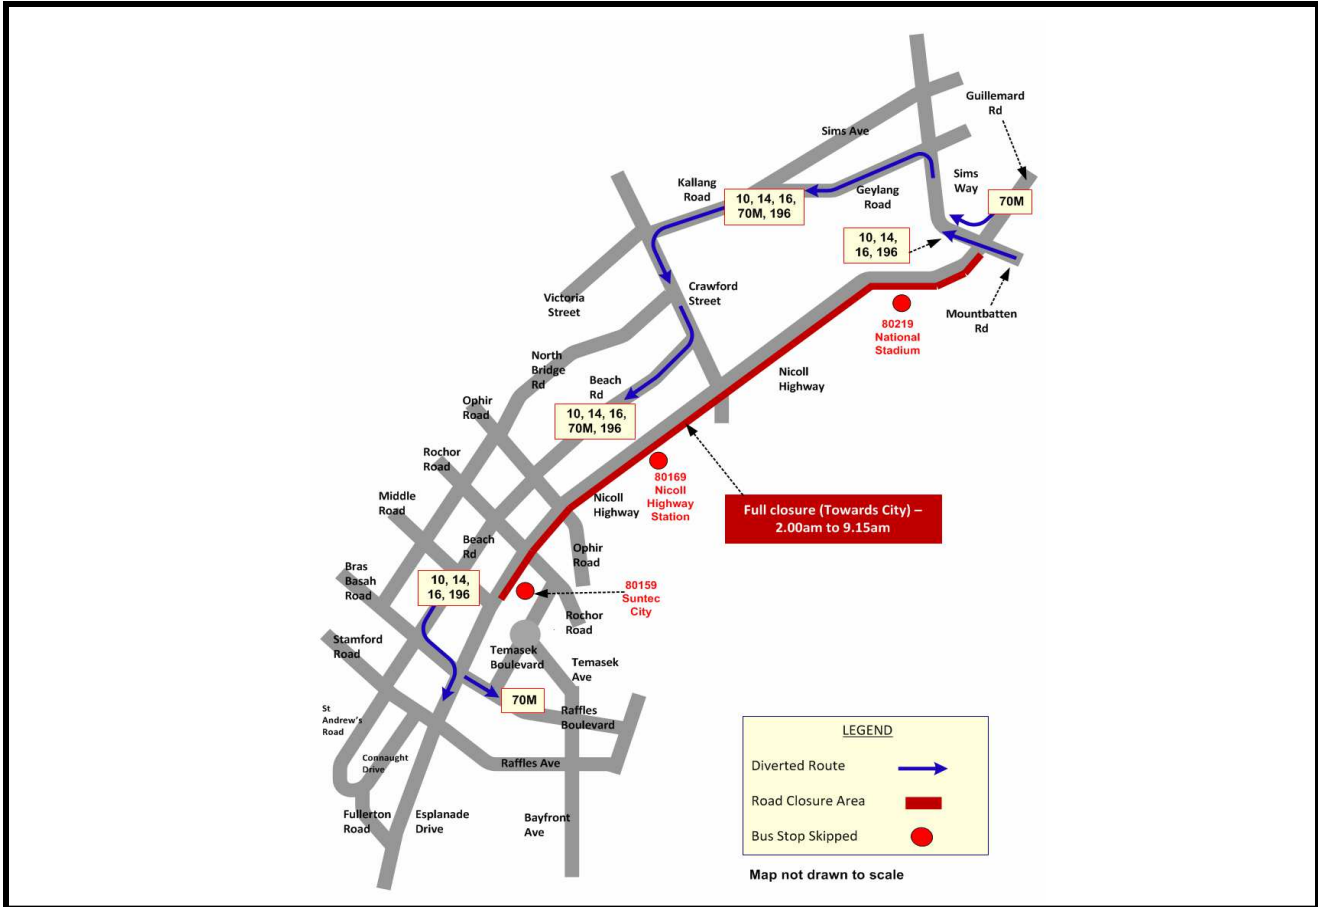 Guillemard
Rd
Sims Ave
Sims
Way
Kallang
Road
Geylang
Road
70M
10, 14, 16,
70M, 196
10, 14,
16, 196
Crawford
Street
Victoria
Street
Mountbatten
Rd
80219
National
Stadium
North
Bridge
Rd
Beach
Rd
Nicoll
Highway
Ophir
Road
10, 14, 16,
70M, 196
Rochor
Road
80169
Nicoll
Highway
Station
Middle
Road
Nicoll
Highway
Full closure (Towards City) –
2.00am to 9.15am
Beach
Rd
Ophir
Road
Bras
Basah
Road
10, 14,
16, 196
80159
Suntec
City
Rochor
Road
Stamford
Road
Temasek
Boulevard
Temasek
Ave
70M
St
Andrew's
Road
Raffles
Boulevard
Connaught
Drive
Raffles Ave
Fullerton
Road
Esplanade
Drive
Bayfront
Ave
LEGEND
Diverted Route
Road Closure Area
Bus Stop Skipped
Map not drawn to scale